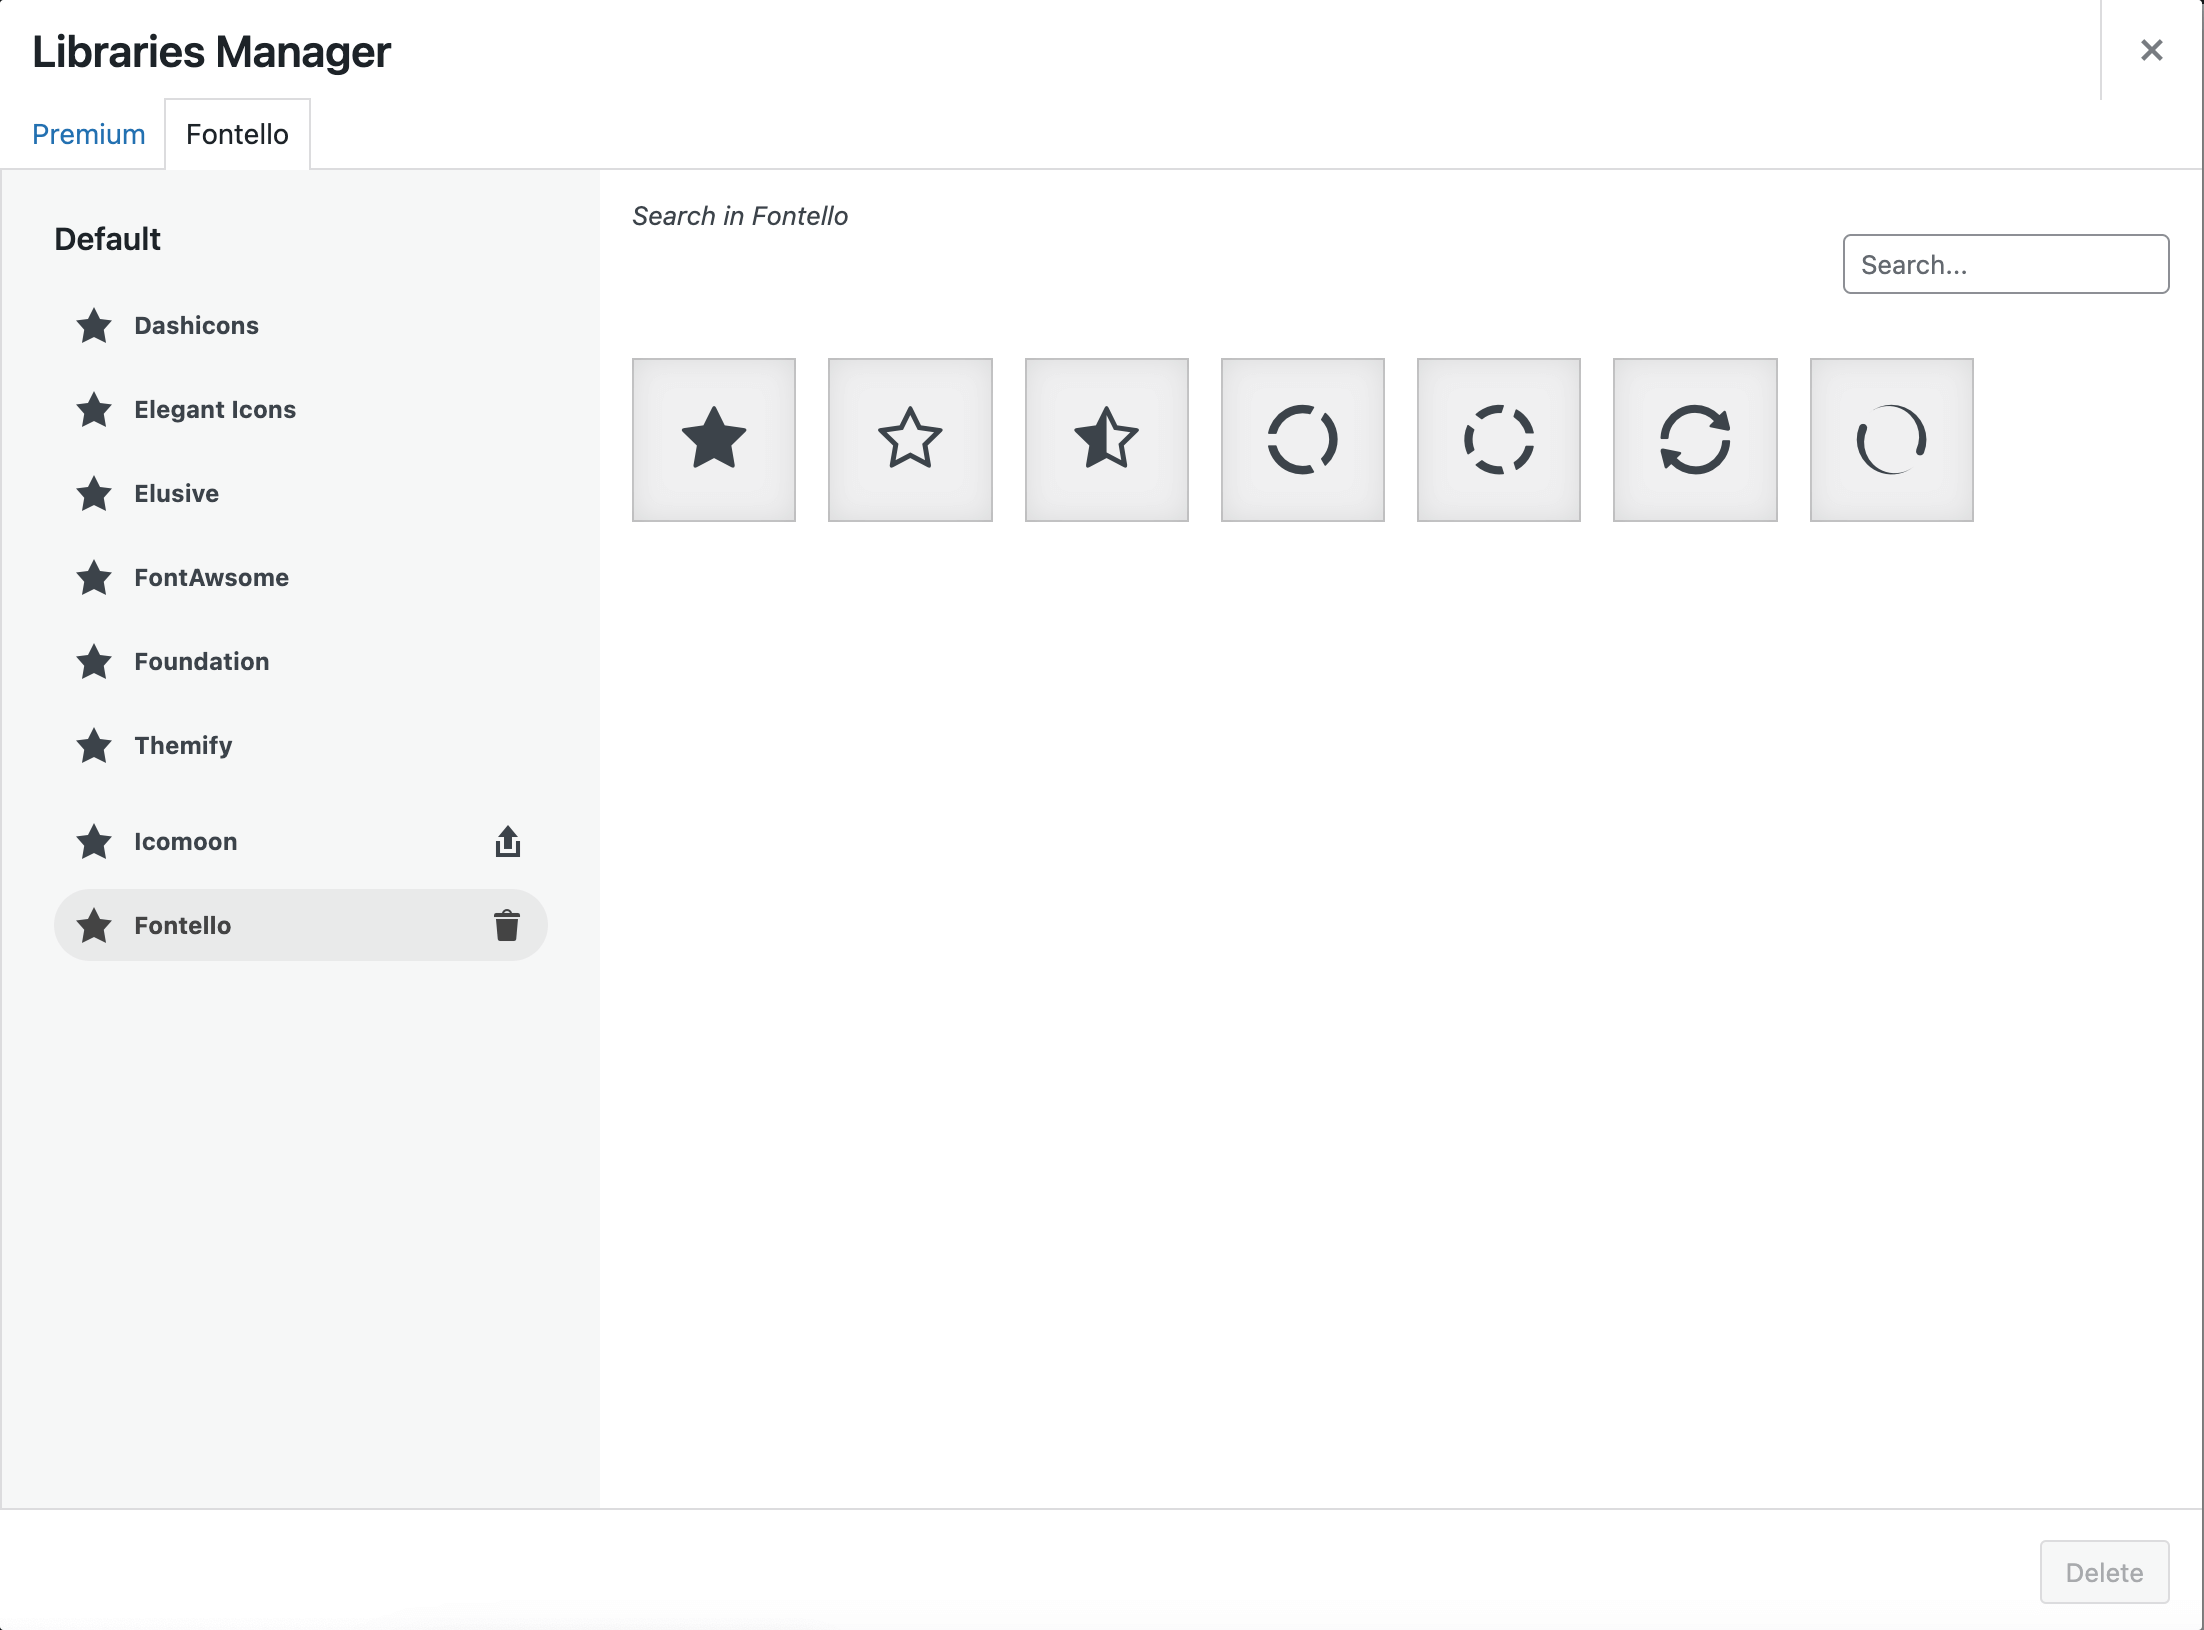 Libraries Manager
Premium
Fontello
Default
Dashicons
Elegant Icons
Elusive
FontAwsome
Foundation
Themify
Icomoon
Fontello
Search in Fontello
Search...
Delete